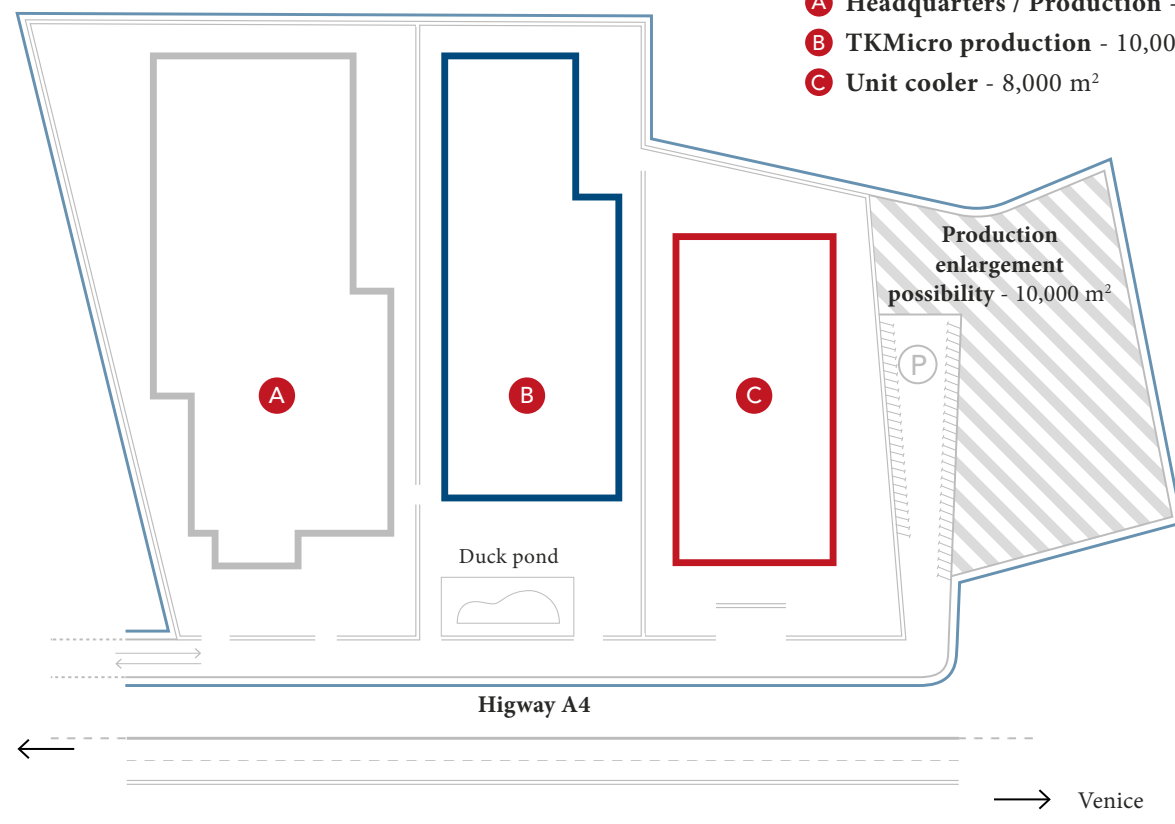 A Headquarters / Production -
B TKMicro production - 10,00
C Unit cooler - 8,000 m²
Production
enlargement
possibility - 10,000 m²
P
A
B
C
Duck pond
Higway A4
Venice